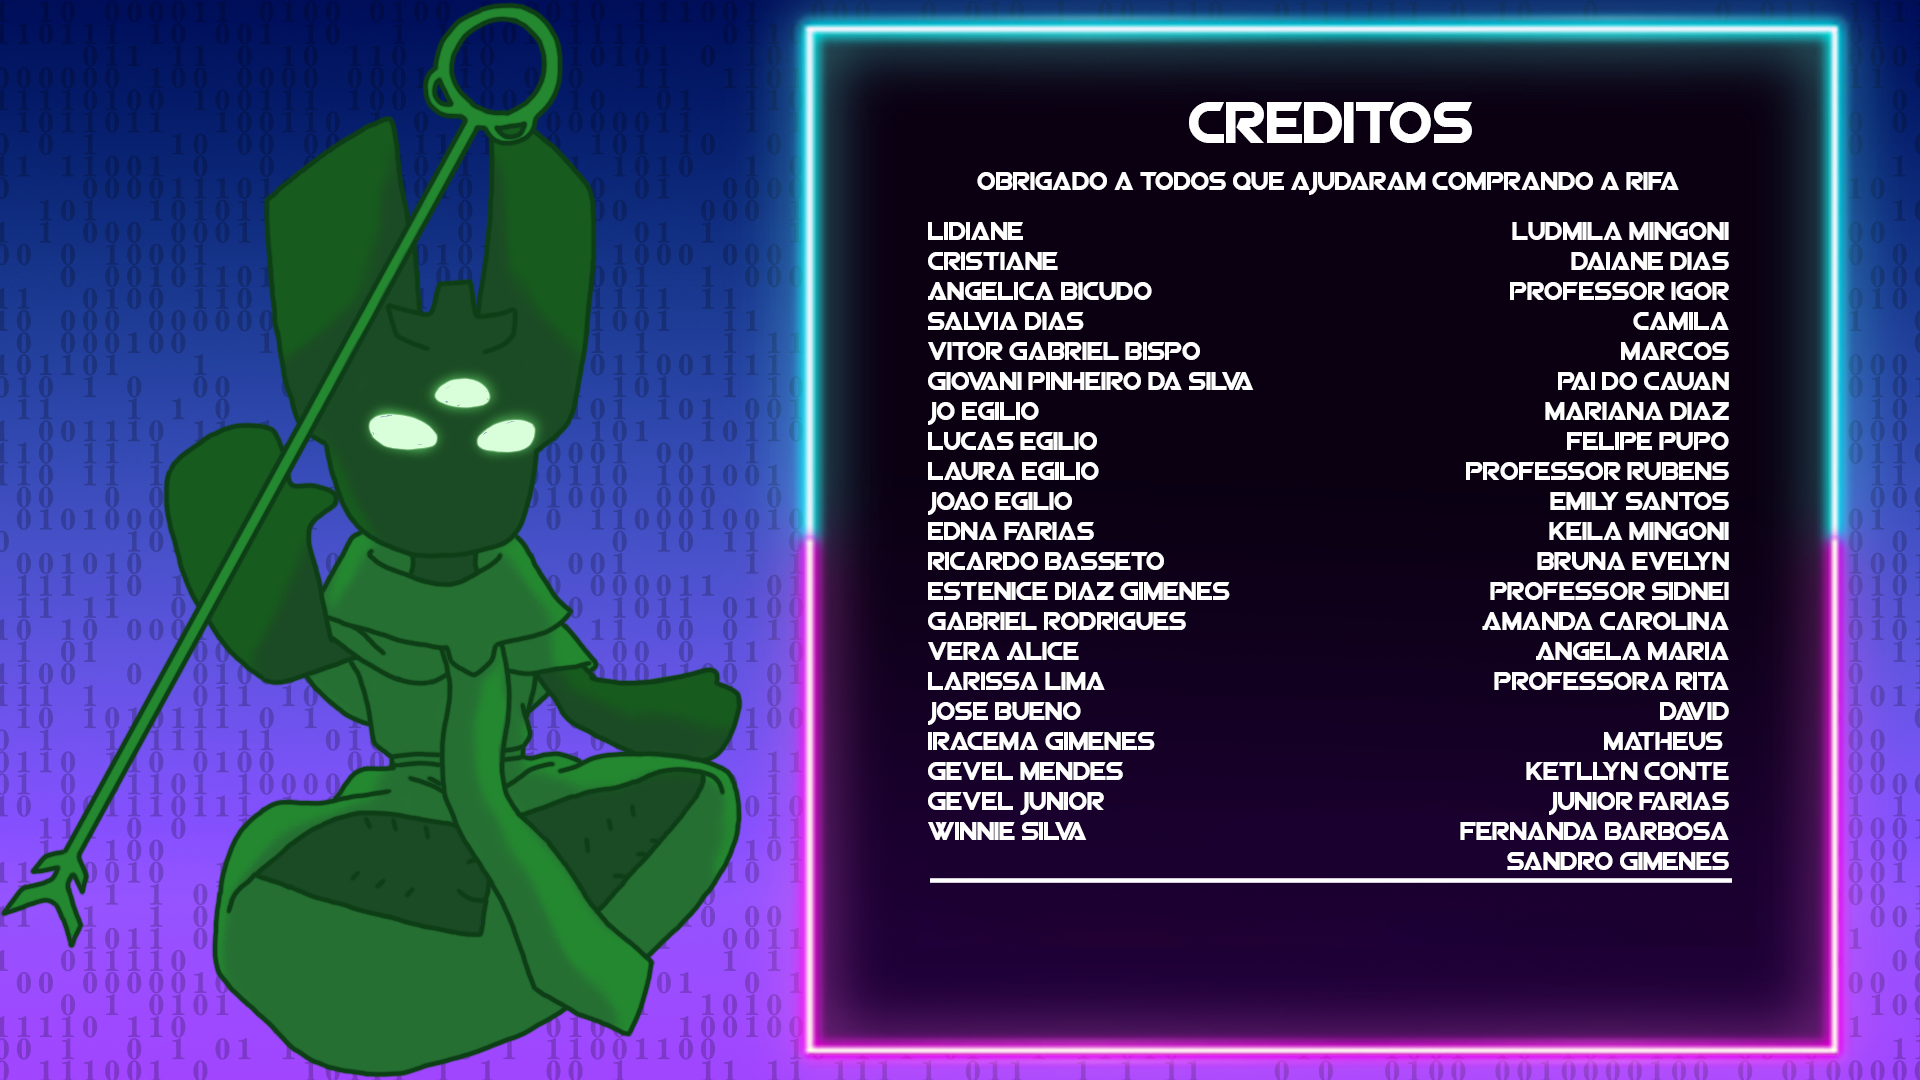 CREDITOS
OBRIGADO A TODOS QUE AJUDARAM COMPRANDO A RIFA
LIDIANE
CRISTIANE
ANGELICA BICUDO
SALVIA DIAS
VITOR GABRIEL BISPO
GIOVANI PINHEIRO DA SILVA
JO EGILIO
LUCAS EGILIO
LAURA EGILIO
JOAO EGILIO
EDNA FARIAS
RICARDO BASSETO
ESTENICE DIAZ GIMENES
GABRIEL RODRIGUES
VERA ALICE
LARISSA LIMA
JOSE BUENO
IRACEMA GIMENES
GEVEL MENDES
GEVEL JUNIOR
WINNIE SILVA
LUDMILA MINGONI
DAIANE DIAS
PROFESSOR IGOR
CAMILA
MARCOS
PAI DO CAUAN
MARIANA DIAZ
FELIPE PUPO
PROFESSOR RUBENS
EMILY SANTOS
KEILA MINGONI
BRUNA EVELYN
PROFESSOR SIDNEI
AMANDA CAROLINA
ANGELA MARIA
PROFESSORA RITA
DAVID
MATHEUS
KETLLYN CONTE
JUNIOR FARIAS
FERNANDA BARBOSA
SANDRO GIMENES